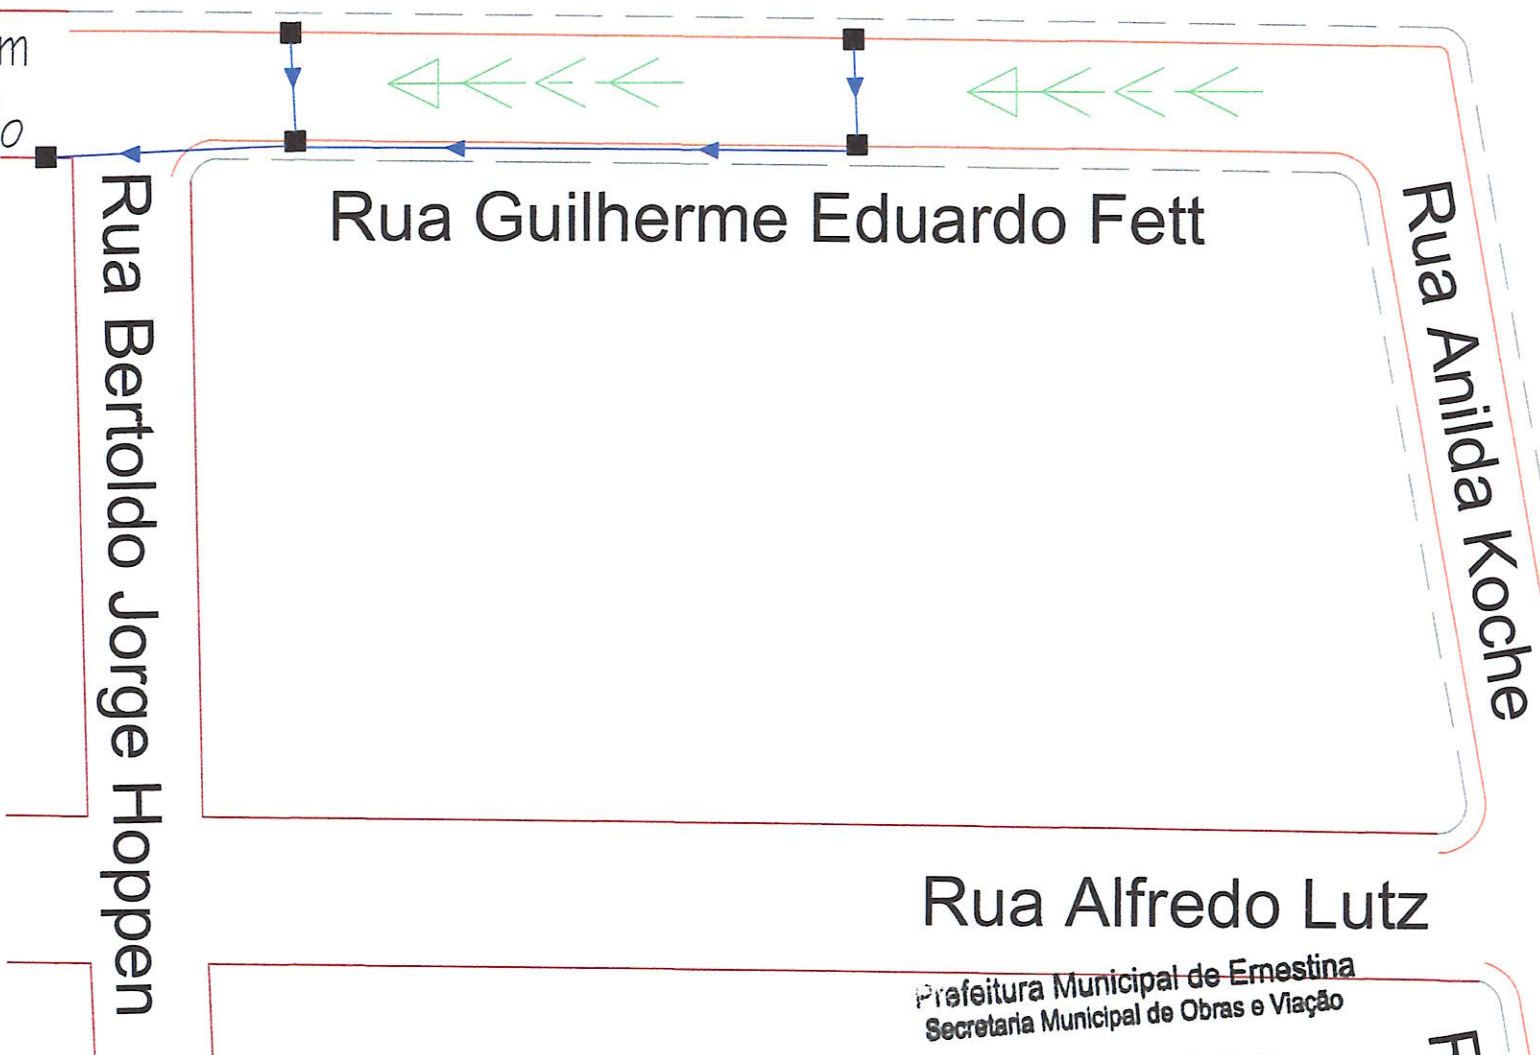 m
o
Rua Guilherme Eduardo Fett
Rua Bertoldo Jorge Hoppen
Rua Anilda Koche
Rua Alfredo Lutz
Prefeitura Municipal de Ernestina
Secretaria Municipal de Obras e Viação